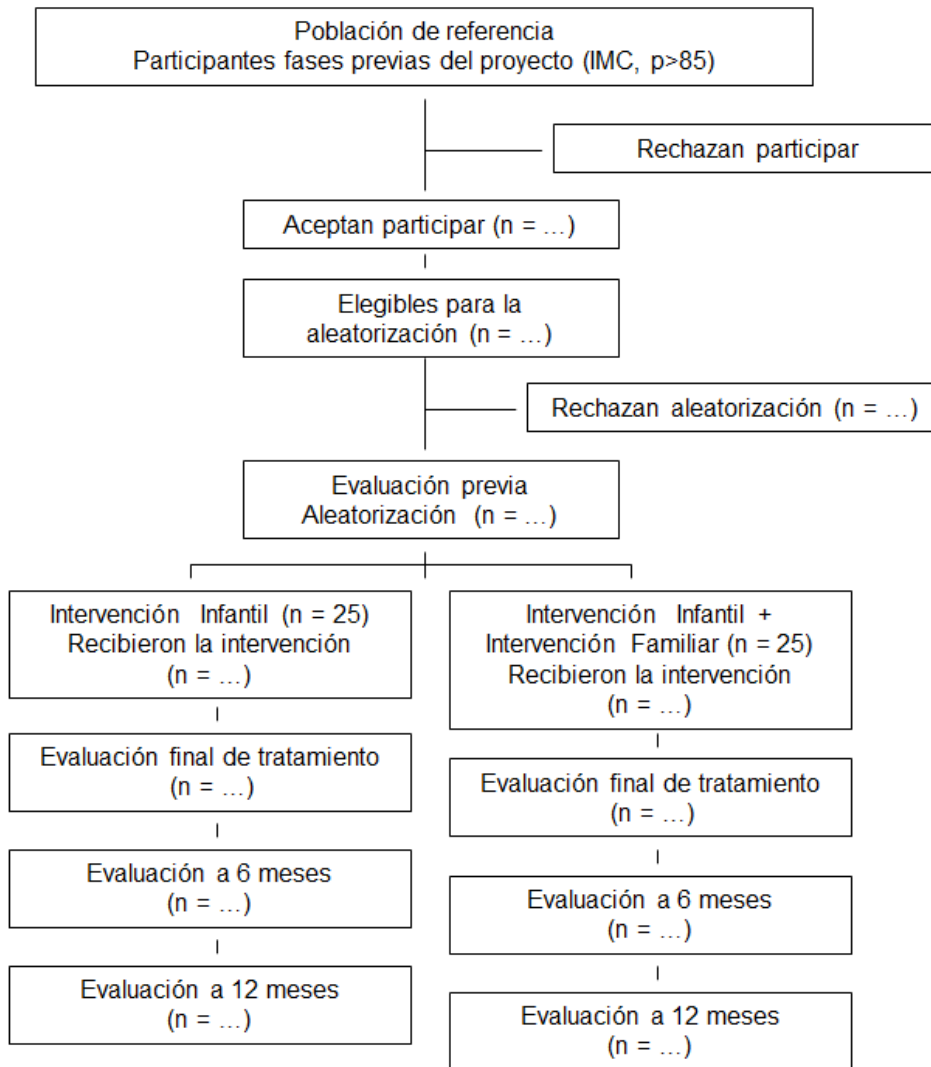 Población de referencia
Participantes fases previas del proyecto (IMC, p>85)
Rechazan participar
Aceptan participar (n = ...)
Elegibles para la
aleatorización (n = ...)
Rechazan aleatorización (n = ...)
Evaluación previa
Aleatorización (n = ...)
Intervención Infantil (n = 25)
Recibieron la intervención
(n = ...)
Evaluación final de tratamiento
(n = ...)
Evaluación a 6 meses
(n = ...)
Evaluación a 12 meses
(n = ...)
Intervención Infantil +
Intervención Familiar (n = 25)
Recibieron la intervención
(n = ...)
Evaluación final de tratamiento
(n = ...)
Evaluación a 6 meses
(n = ...)
Evaluación a 12 meses
(n = ...)